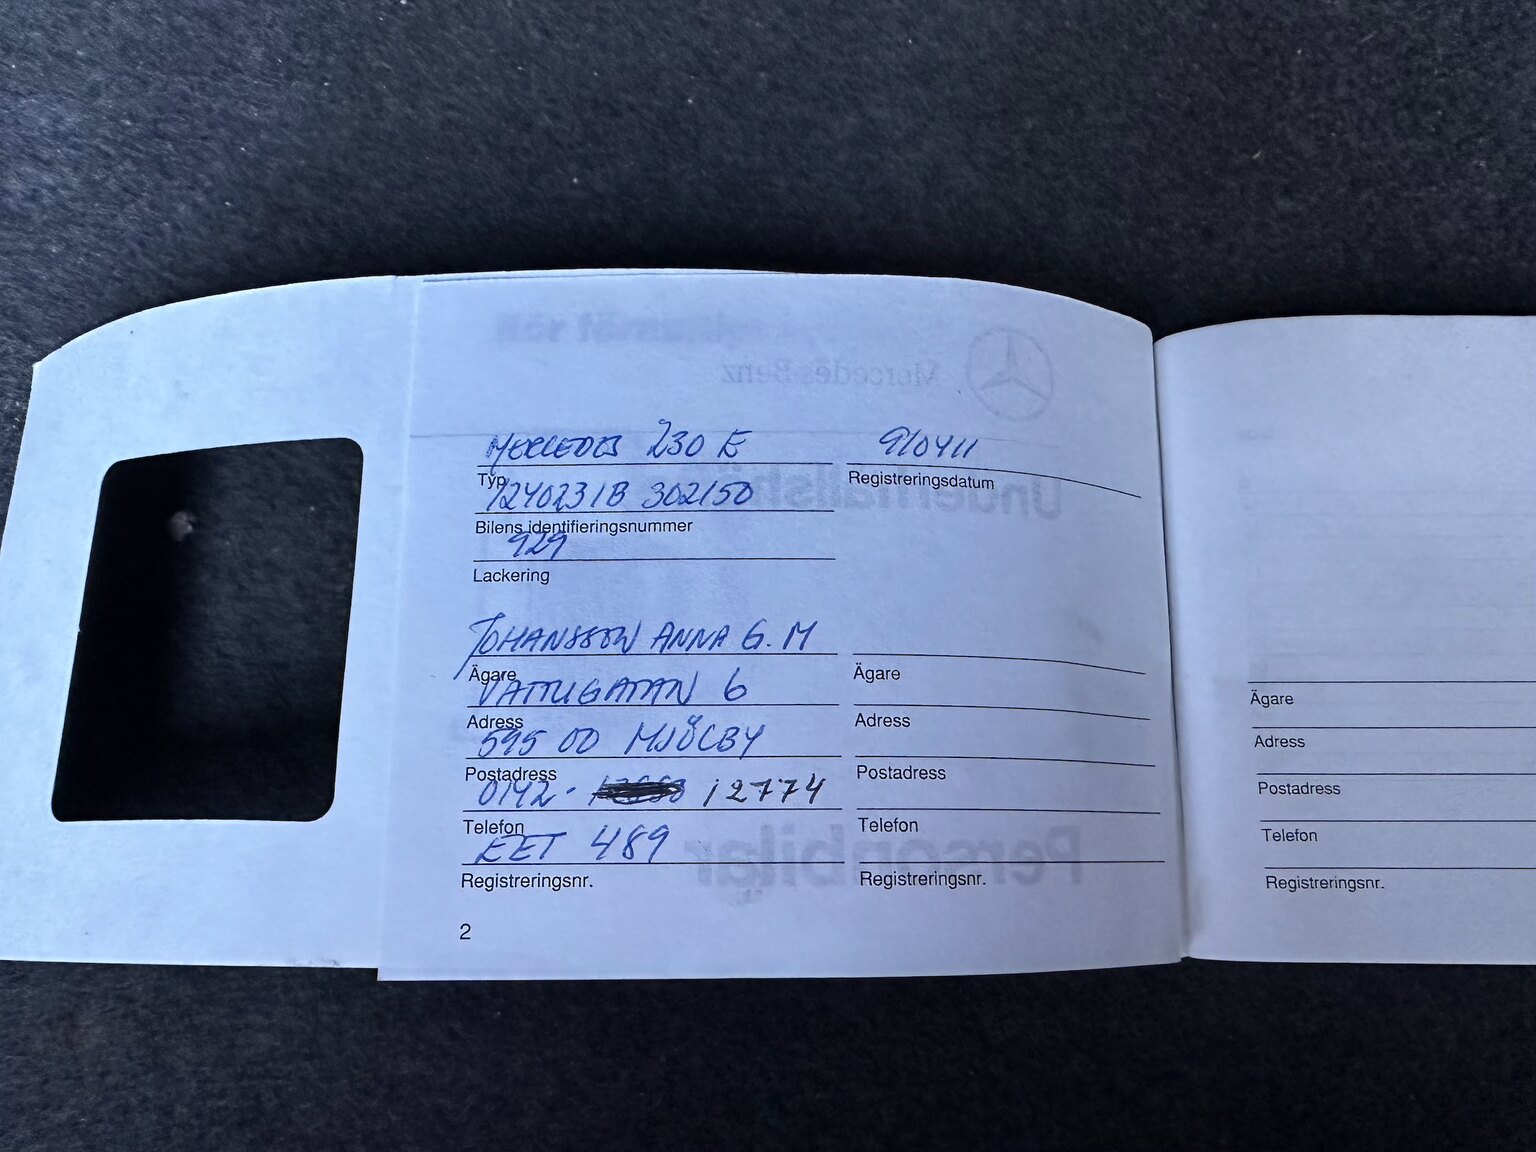 Mercedes-Benz
MERCEDES 230 E
910411
Typ
Registreringsdatum
1240231B 302150
Bilens identifieringsnummer
929
Lackering
JOHANSSON ANNA G. M
Ägare
Ägare
6
Adress
Adress
595 00 MJÖLBY
Postadress
Postadress
0142- 12774
Telefon
Telefon
EET 489
Personbilar
Registreringsnr.
Registreringsnr.
2
Ägare
Adress
Postadress
Telefon
Registreringsnr.